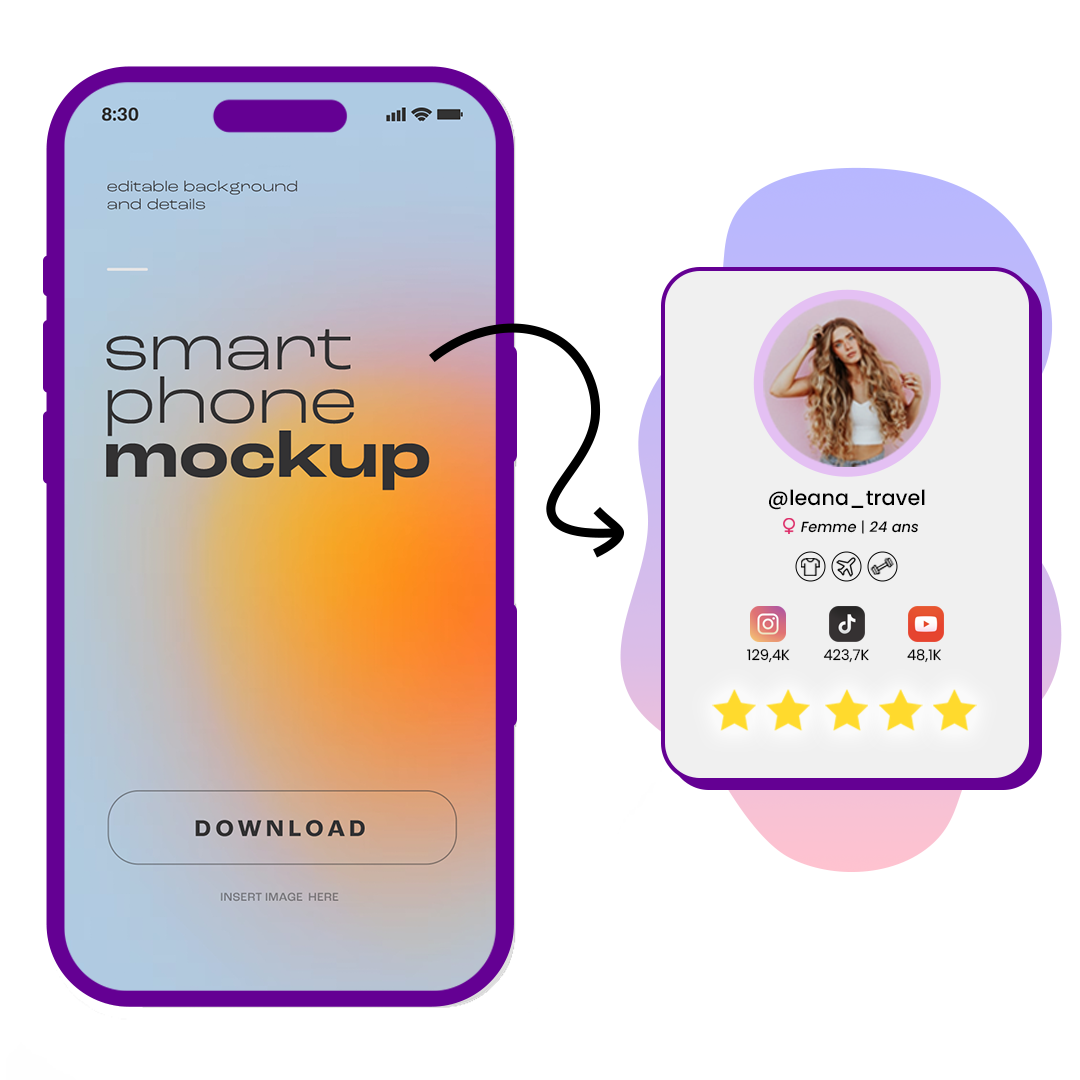 8:30
editable background
and details
smart
phone
mockup
DOWNLOAD
INSERT IMAGE HERE
@leana_travel
Femme | 24 ans
129,4K 423,7K 48,1K